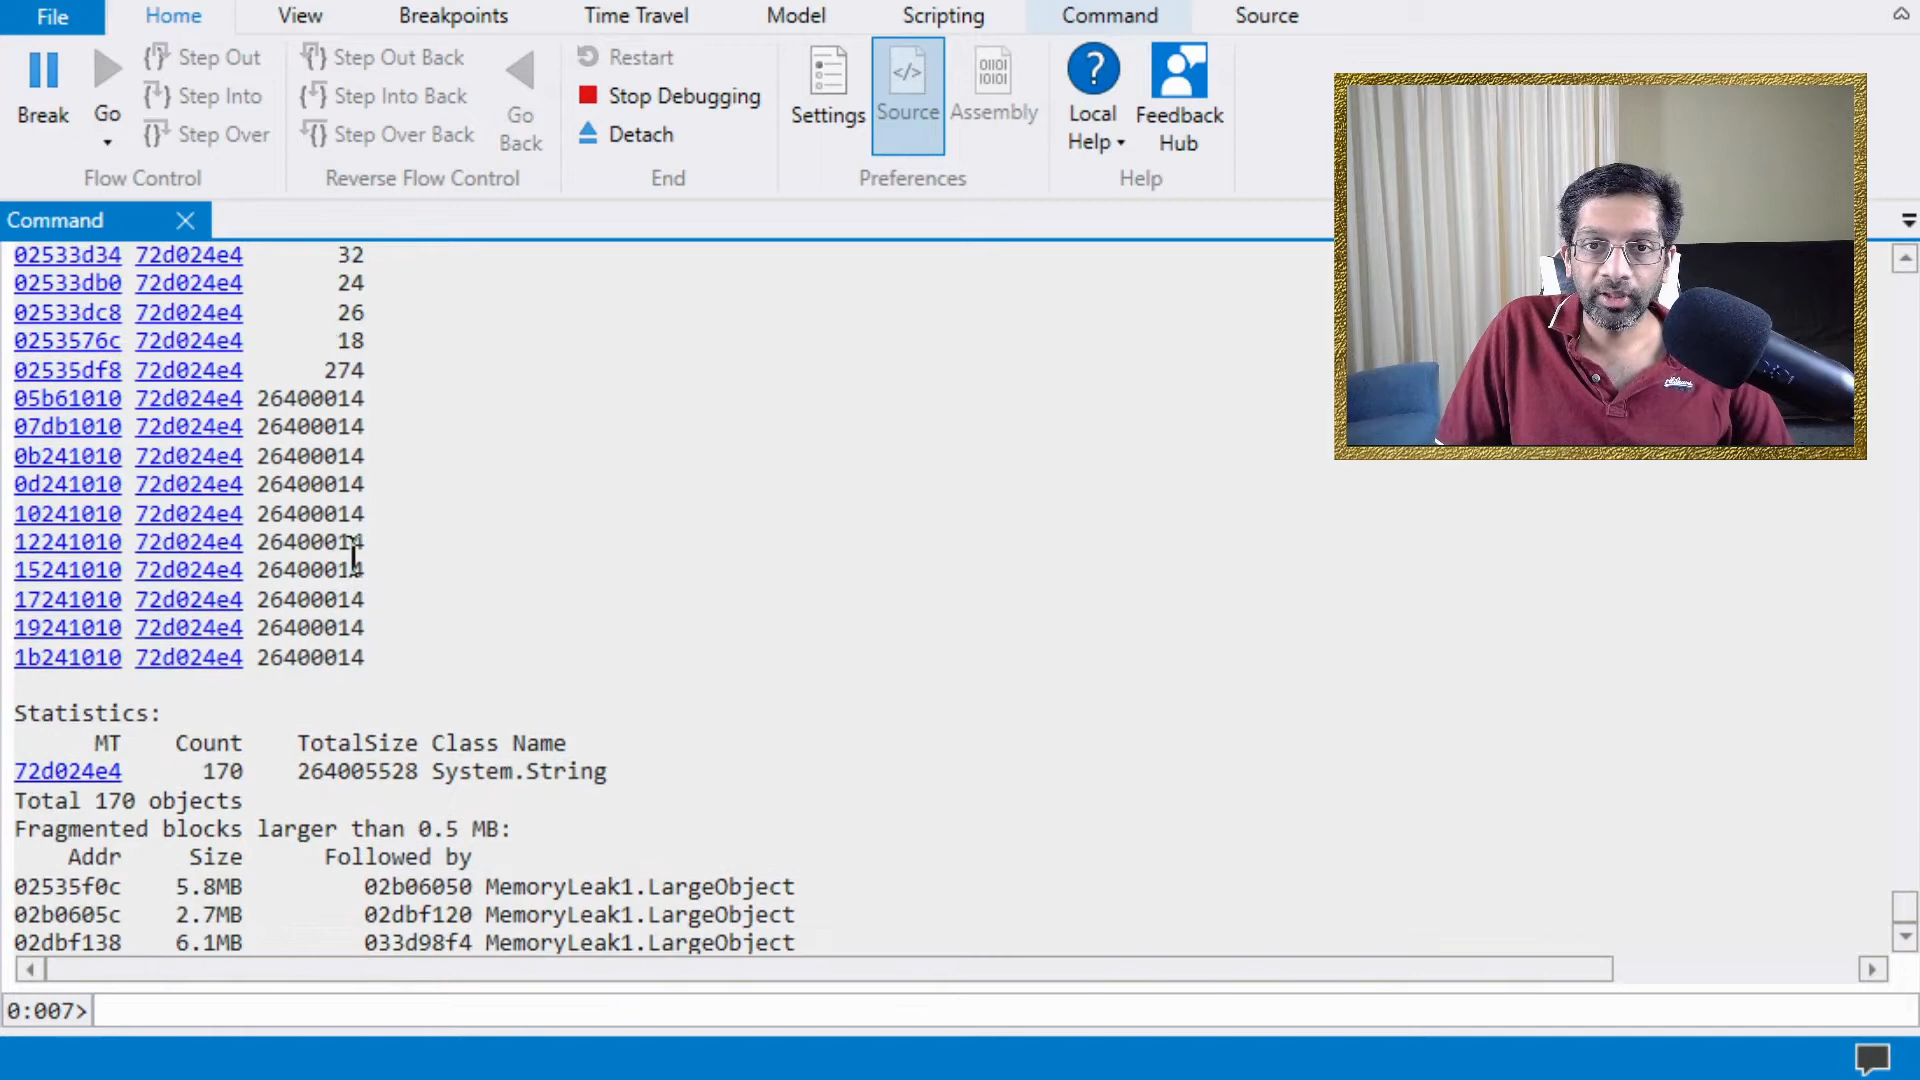 File Home View Breakpoints Time Travel Model Scripting Command Source
Break
Go
Step Out
Step Into
Step Over
Flow Control
Step Out Back
Step Into Back
Step Over Back
Go
Back
Reverse Flow Control
Restart
Stop Debugging
Detach
End
Settings
Source
Assembly
Preferences
Local
Help
Feedback
Hub
Help
Command
02533d34 72d024e4 32
02533db0 72d024e4 24
02533dc8 72d024e4 26
0253576c 72d024e4 18
02535df8 72d024e4 274
05b61010 72d024e4 26400014
07db1010 72d024e4 26400014
0b241010 72d024e4 26400014
0d241010 72d024e4 26400014
10241010 72d024e4 26400014
12241010 72d024e4 26400014
15241010 72d024e4 26400014
17241010 72d024e4 26400014
19241010 72d024e4 26400014
1b241010 72d024e4 26400014
Statistics:
MT Count TotalSize Class Name
72d024e4 170 264005528 System.String
Total 170 objects
Fragmented blocks larger than 0.5 MB:
Addr Size Followed by
02535f0c 5.8MB 02b06050 MemoryLeak1.LargeObject
02b0605c 2.7MB 02dbf120 MemoryLeak1.LargeObject
02dbf138 6.1MB 033d98f4 MemoryLeak1.LargeObject
0:007>